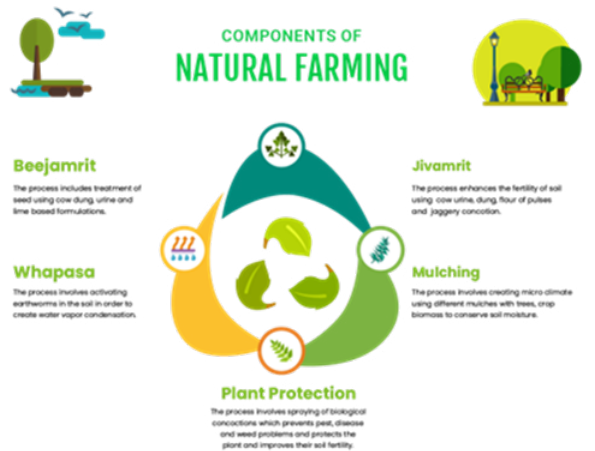 COMPONENTS OF
NATURAL FARMING
Beejamrit
The process includes treatment of
seed using cow dung, urine and
lime based formulations.
Jivamrit
The process enhances the fertility of soil
using cow urine, dung, flour of pulses
and jaggery concotion.
Whapasa
The process involves activating
earthworms in the soil in order to
create water vapor condensation.
Mulching
The process involves creating micro climate
using different mulches with trees, crop
biomass to conserve soil moisture.
Plant Protection
The process involves spraying of biological
concoctions which prevents pest, disease
and weed problems and protects the
plant and improves their soil fertility.